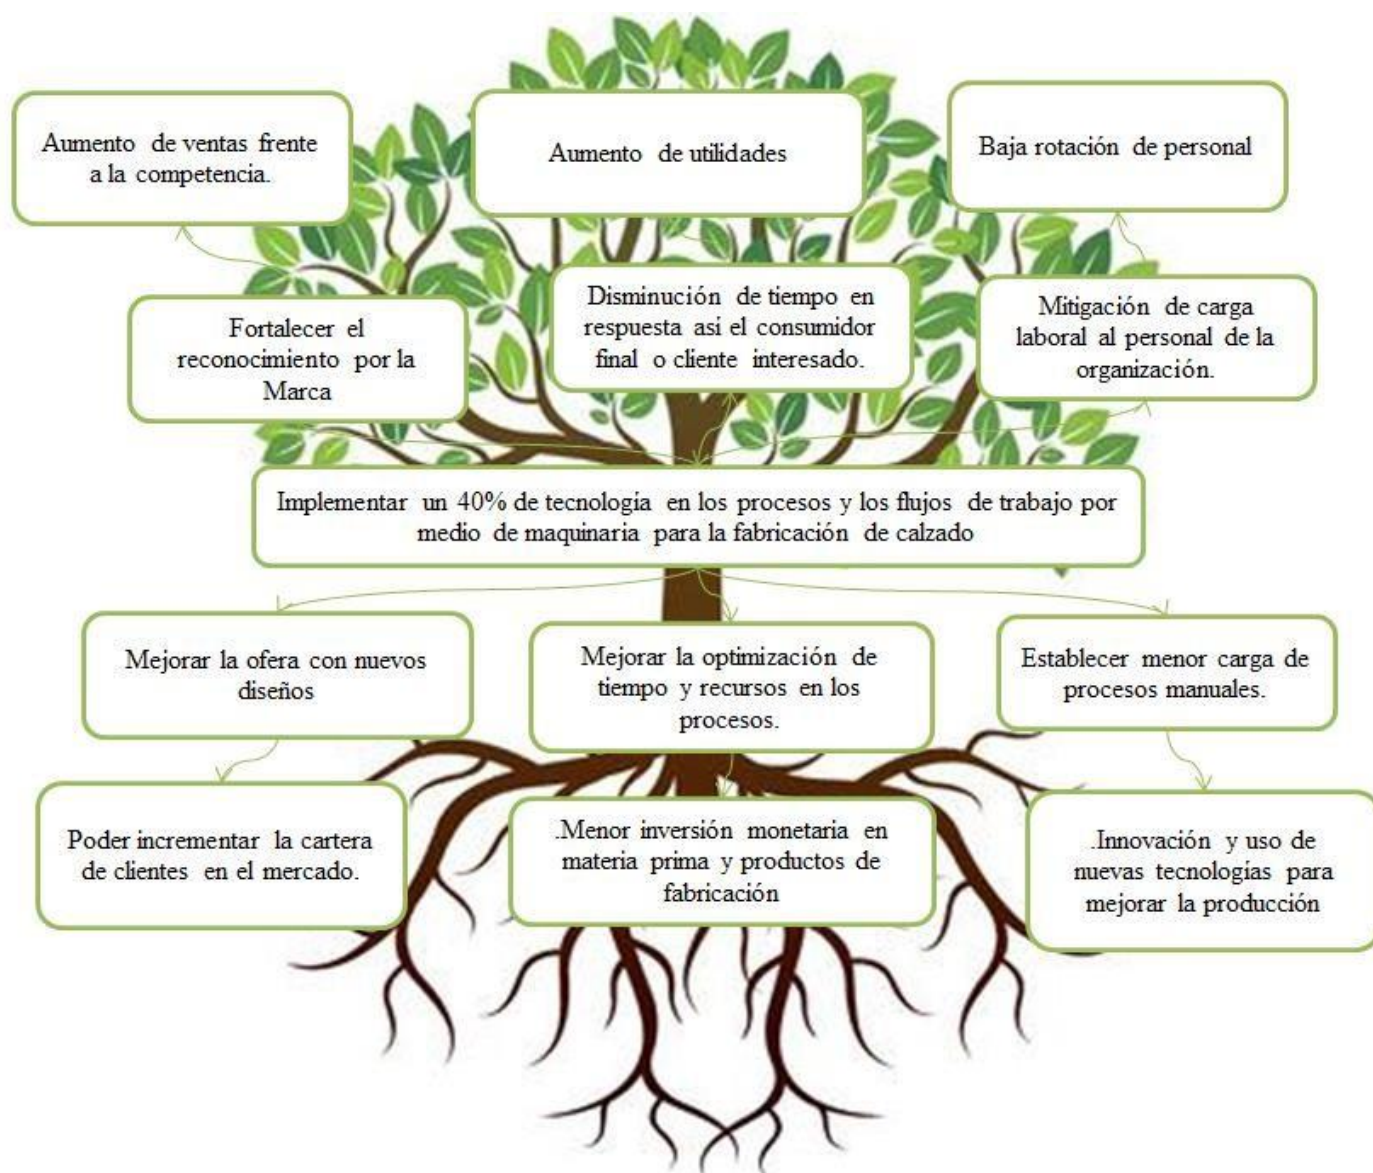 Aumento de ventas frente
a la competencia.
Aumento de utilidades
Baja rotación de personal
Fortalecer el
reconocimiento por la
Marca
Disminución de tiempo en
respuesta así el consumidor
final o cliente interesado.
Mitigación de carga
laboral al personal de la
organización.
Implementar un 40% de tecnología en los procesos y los flujos de trabajo por
medio de maquinaria para la fabricación de calzado
Mejorar la ofera con nuevos
diseños
Mejorar la optimización de
tiempo y recursos en los
procesos.
Establecer menor carga de
procesos manuales.
Poder incrementar la cartera
de clientes en el mercado.
.Menor inversión monetaria en
materia prima y productos de
fabricación
.Innovación y uso de
nuevas tecnologías para
mejorar la producción